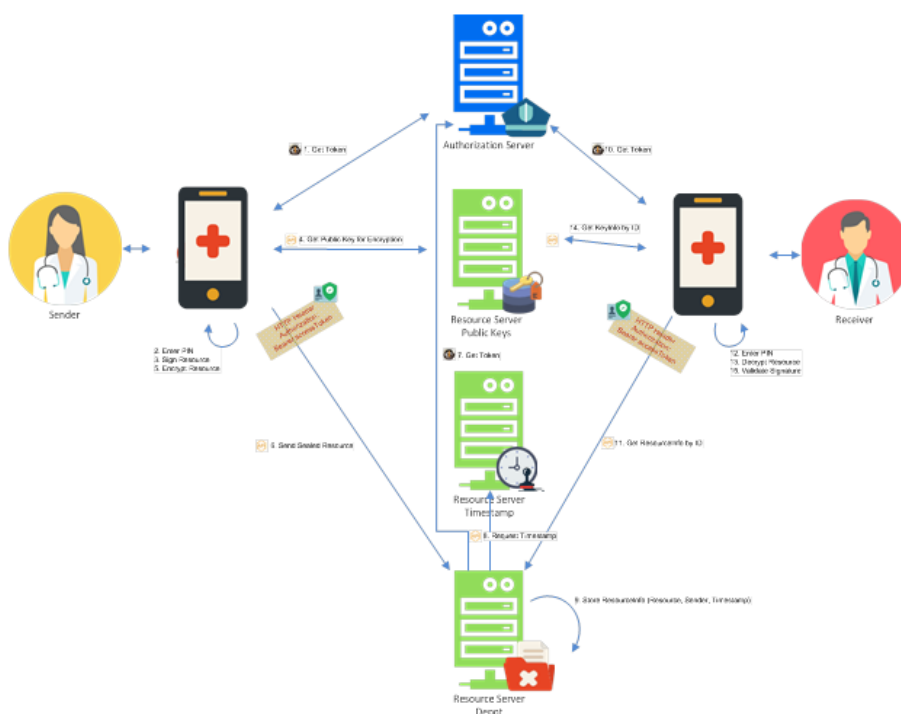 Authorization Server
1. Get Token
10. Get Token
4. Get Public Key for Encryption
14. Get KeyInfo by ID
Sender
Receiver
Resource Server
Public Keys
HTTP Header
Authorization:
Bearer accessToken
HTTP Header
Authorization:
Bearer accessToken
2. Enter PIN
3. Sign Resource
5. Encrypt Resource
7. Get Token
12. Enter PIN
13. Decrypt Resource
15. Validate Signature
6. Send Sealed Resource
11. Get ResourceInfo by ID
Resource Server
Timestamp
8. Request Timestamp
9. Store ResourceInfo (Resource, Sender, Timestamp)
Resource Server
Depot